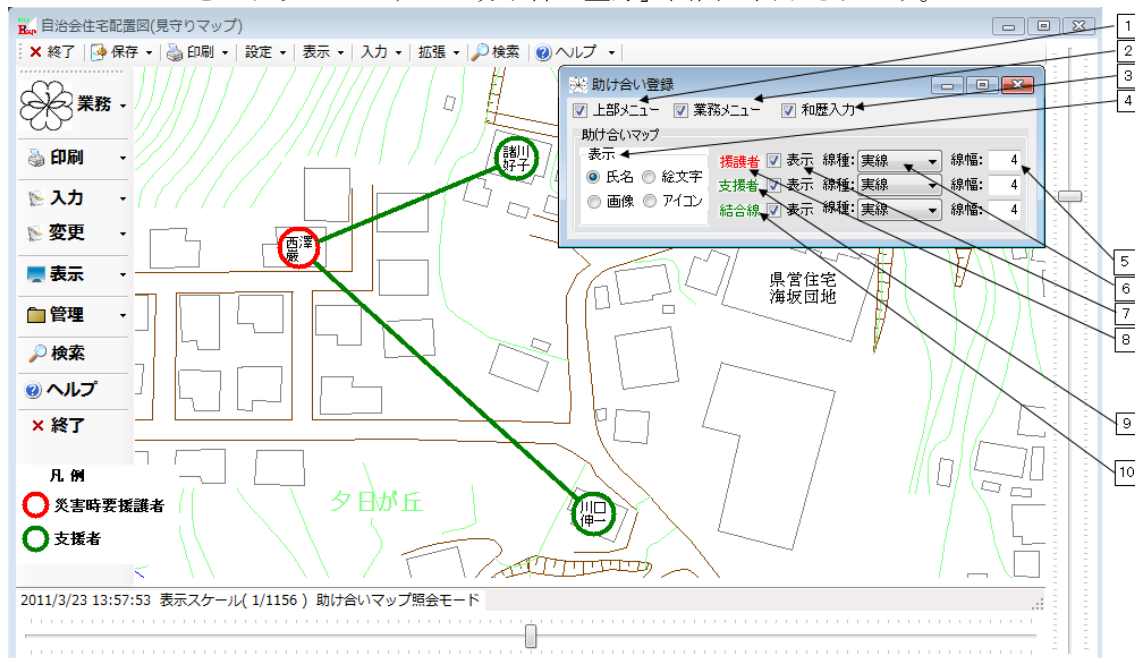 自治会住宅配置図(見守りマップ)
終了 保存 印刷 設定 表示 入力 拡張 検索 ヘルプ
業務
印刷
入力
変更
表示
管理
検索
ヘルプ
終了
凡 例
災害時要援護者
支援者
諸川
好子
西澤
厳
川口
伸一
夕日が丘
県営住宅
海坂団地
助け合い登録
上部メニュー 業務メニュー 和歴入力
助け合いマップ
表示
氏名 絵文字
画像 アイコン
援護者 表示 線種: 実線 線幅: 4
支援者 表示 線種: 実線 線幅: 4
結合線 表示 線種: 実線 線幅: 4
1
2
3
4
5
6
7
8
9
10
2011/3/23 13:57:53 表示スケール( 1/1156 ) 助け合いマップ照会モード